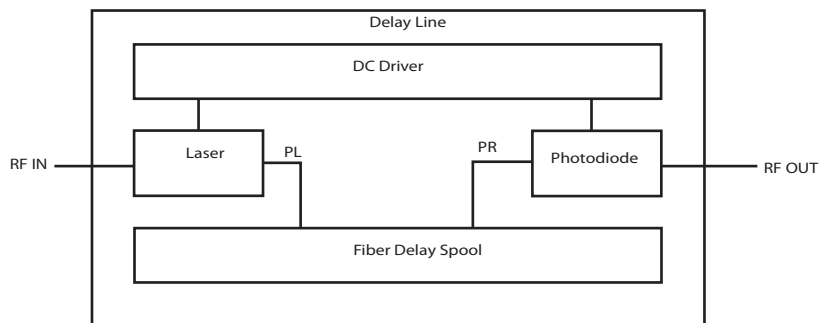 Delay Line
DC Driver
Laser
PL
PR
Photodiode
RF IN
RF OUT
Fiber Delay Spool